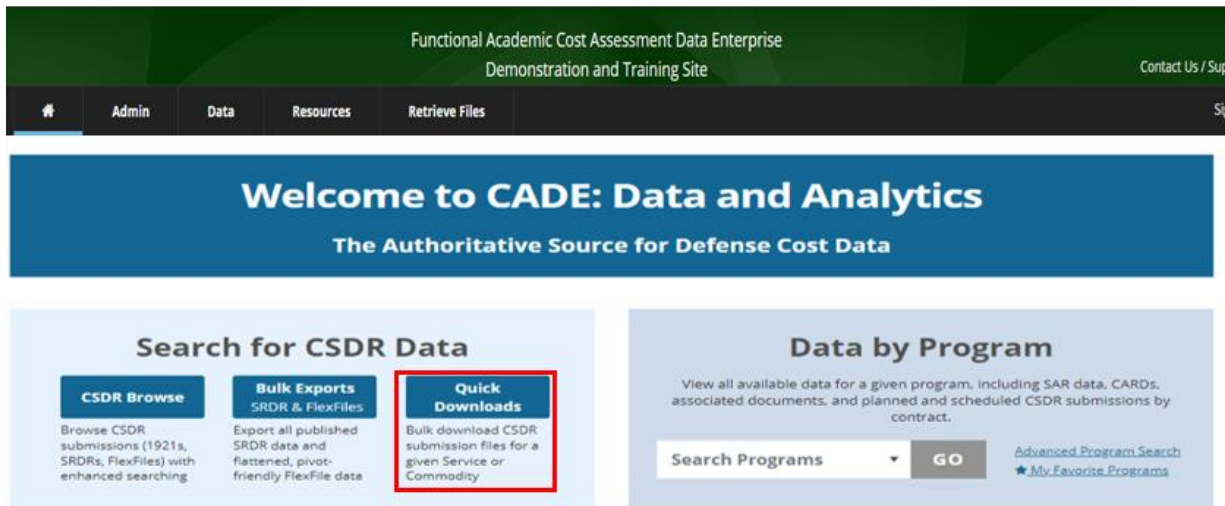 Functional Academic Cost Assessment Data Enterprise
Demonstration and Training Site
Contact Us / Sup
Admin
Data
Resources
Retrieve Files
Welcome to CADE: Data and Analytics
The Authoritative Source for Defense Cost Data
Search for CSDR Data
CSDR Browse
Browse CSDR
submissions (1921s,
SRDRs, FlexFiles) with
enhanced searching
Bulk Exports
SRDR & FlexFiles
Export all published
SRDR data and
flattened, pivot-
friendly FlexFile data
Quick
Downloads
Bulk download CSDR
submission files for a
given Service or
Commodity
Data by Program
View all available data for a given program, including SAR data, CARDs,
associated documents, and planned and scheduled CSDR submissions by
contract.
Search Programs
GO
Advanced Program Search
My Favorite Programs